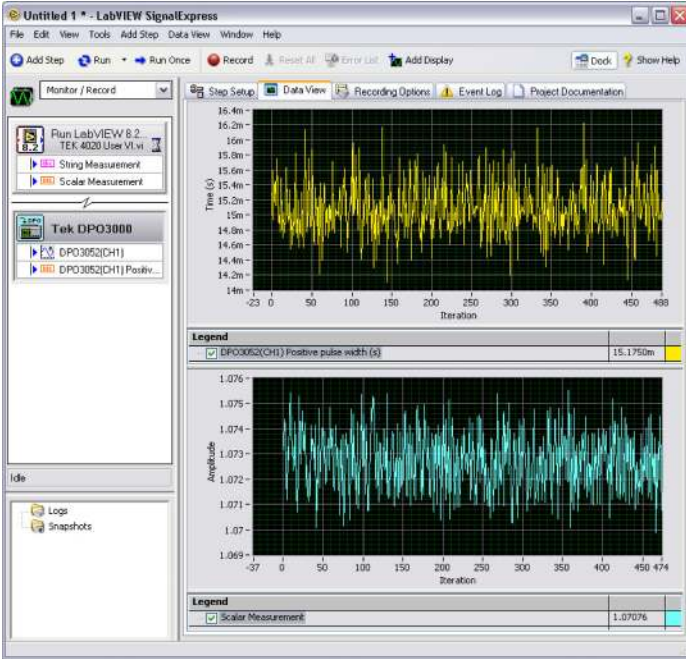 Untitled 1 * - LabVIEW SignalExpress
File Edit View Tools Add Step Data View Window Help
Add Step Run Run Once Record Reset All Error List Add Display Dock Show Help
Monitor / Record
Step Setup Data View Recording Options Event Log Project Documentation
8.2
Run LabVIEW 8.2...
TEK 4020 User VI.vi
String Measurement
Scalar Measurement
Tek DPO3000
DPO3052(CH1)
DPO3052(CH1) Positiv...
Idle
Logs
Snapshots
Time (s)
16.4m
16.2m
16m
15.8m
15.6m
15.4m
15.2m
15m
14.8m
14.6m
14.4m
14.2m
14m
-23 0 50 100 150 200 250 300 350 400 450 488
Iteration
Legend
DPO3052(CH1) Positive pulse width (s) 15.1750m
Amplitude
1.076
1.075
1.074
1.073
1.072
1.071
1.07
1.069
-37 0 50 100 150 200 250 300 350 400 450 474
Iteration
Legend
Scalar Measurement 1.07076